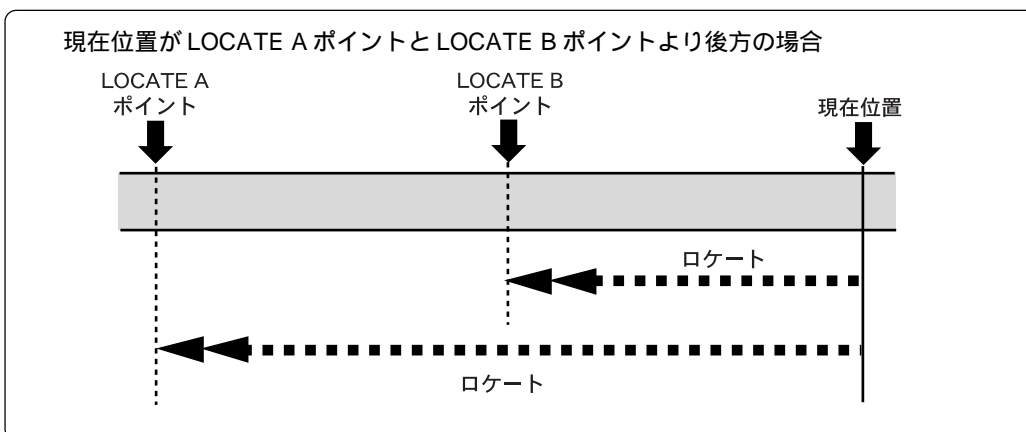 現在位置が LOCATE A ポイントと LOCATE B ポイントより後方の場合
LOCATE A
ポイント
LOCATE B
ポイント
現在位置
ロケート
ロケート